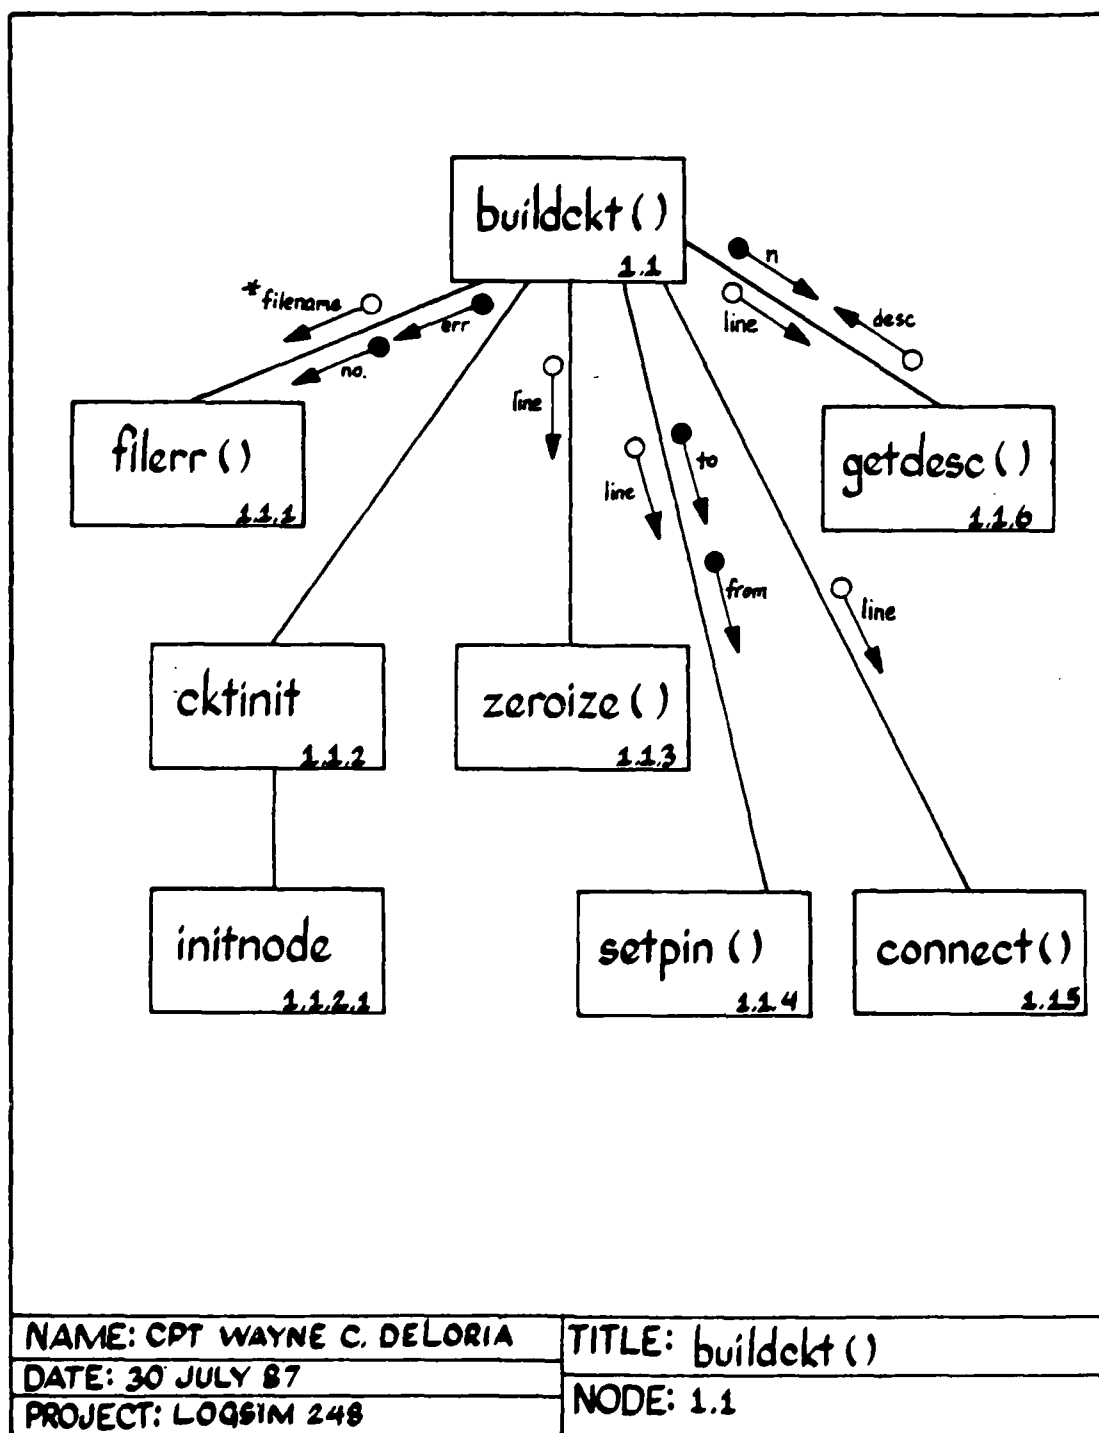 buildckt()
1.1
*filename
err
no.
n
line
desc
line
line
to
from
line
filerr()
1.1.1
getdesc()
1.1.6
cktinit
1.1.2
zeroize()
1.1.3
initnode
1.1.2.1
setpin()
1.1.4
connect()
1.15
NAME: CPT WAYNE C. DELORIA
DATE: 30 JULY 87
PROJECT: LOGSIM 248
TITLE: buildckt()
NODE: 1.1